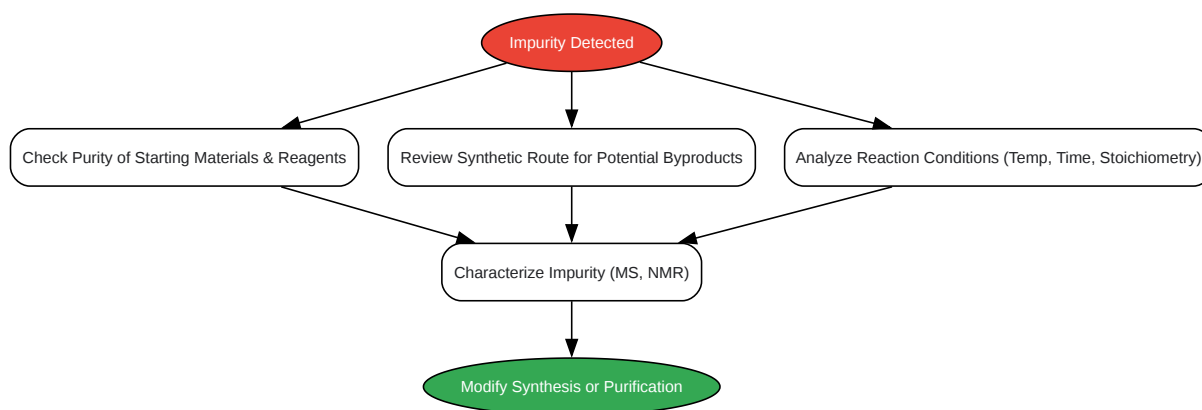 Impurity Detected
Check Purity of Starting Materials & Reagents
Review Synthetic Route for Potential Byproducts
Analyze Reaction Conditions (Temp, Time, Stoichiometry)
Characterize Impurity (MS, NMR)
Modify Synthesis or Purification